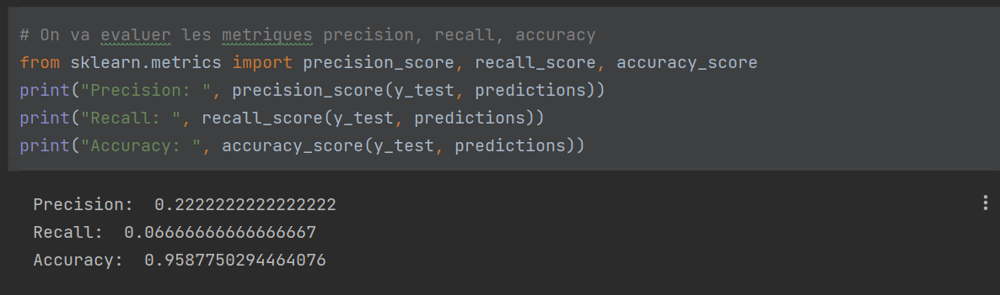 # On va evaluer les metriques precision, recall, accuracy
from sklearn.metrics import precision_score, recall_score, accuracy_score
print("Precision: ", precision_score(y_test, predictions))
print("Recall: ", recall_score(y_test, predictions))
print("Accuracy: ", accuracy_score(y_test, predictions))
Precision:  0.2222222222222222
Recall:  0.06666666666666667
Accuracy:  0.9587750294464076